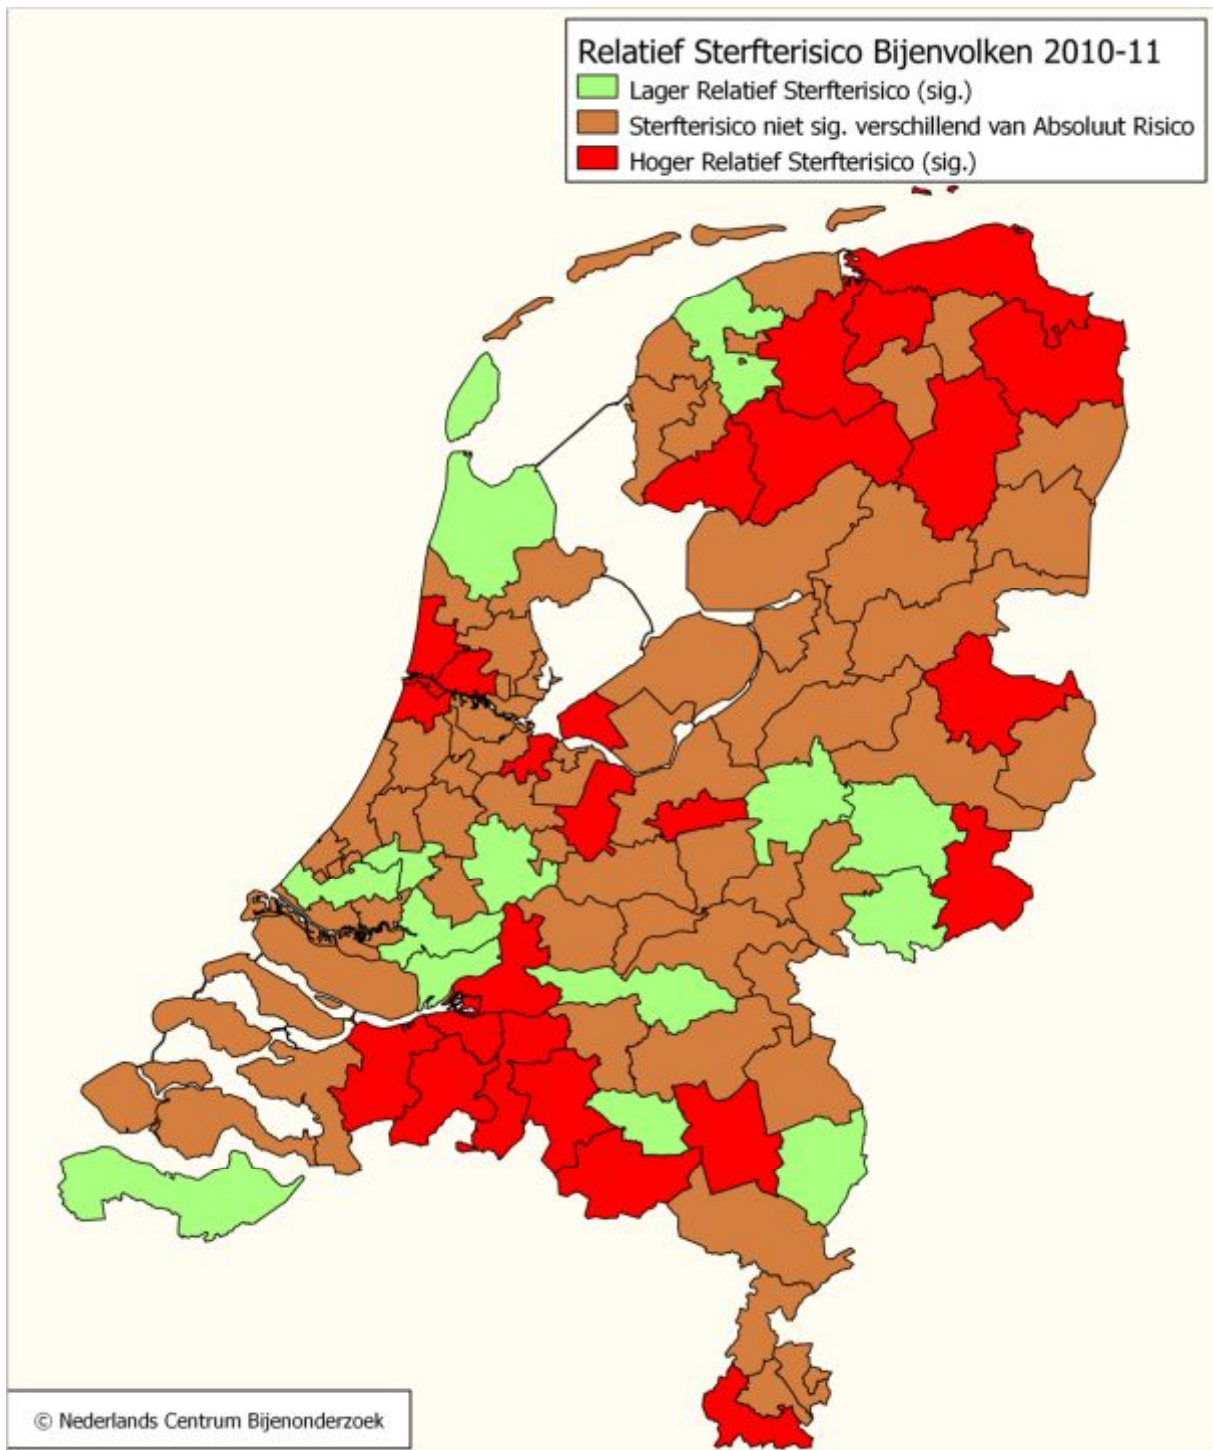 Relatief Sterfterisico Bijenvolken 2010-11
Lager Relatief Sterfterisico (sig.)
Sterfterisico niet sig. verschillend van Absoluut Risico
Hoger Relatief Sterfterisico (sig.)
© Nederlands Centrum Bijenonderzoek